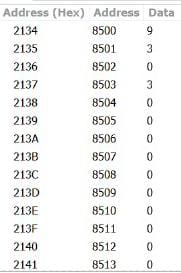 Address (Hex) Address Data
2134 8500 9
2135 8501 3
2136 8502 0
2137 8503 3
2138 8504 0
2139 8505 0
213A 8506 0
213B 8507 0
213C 8508 0
213D 8509 0
213E 8510 0
213F 8511 0
2140 8512 0
2141 8513 0